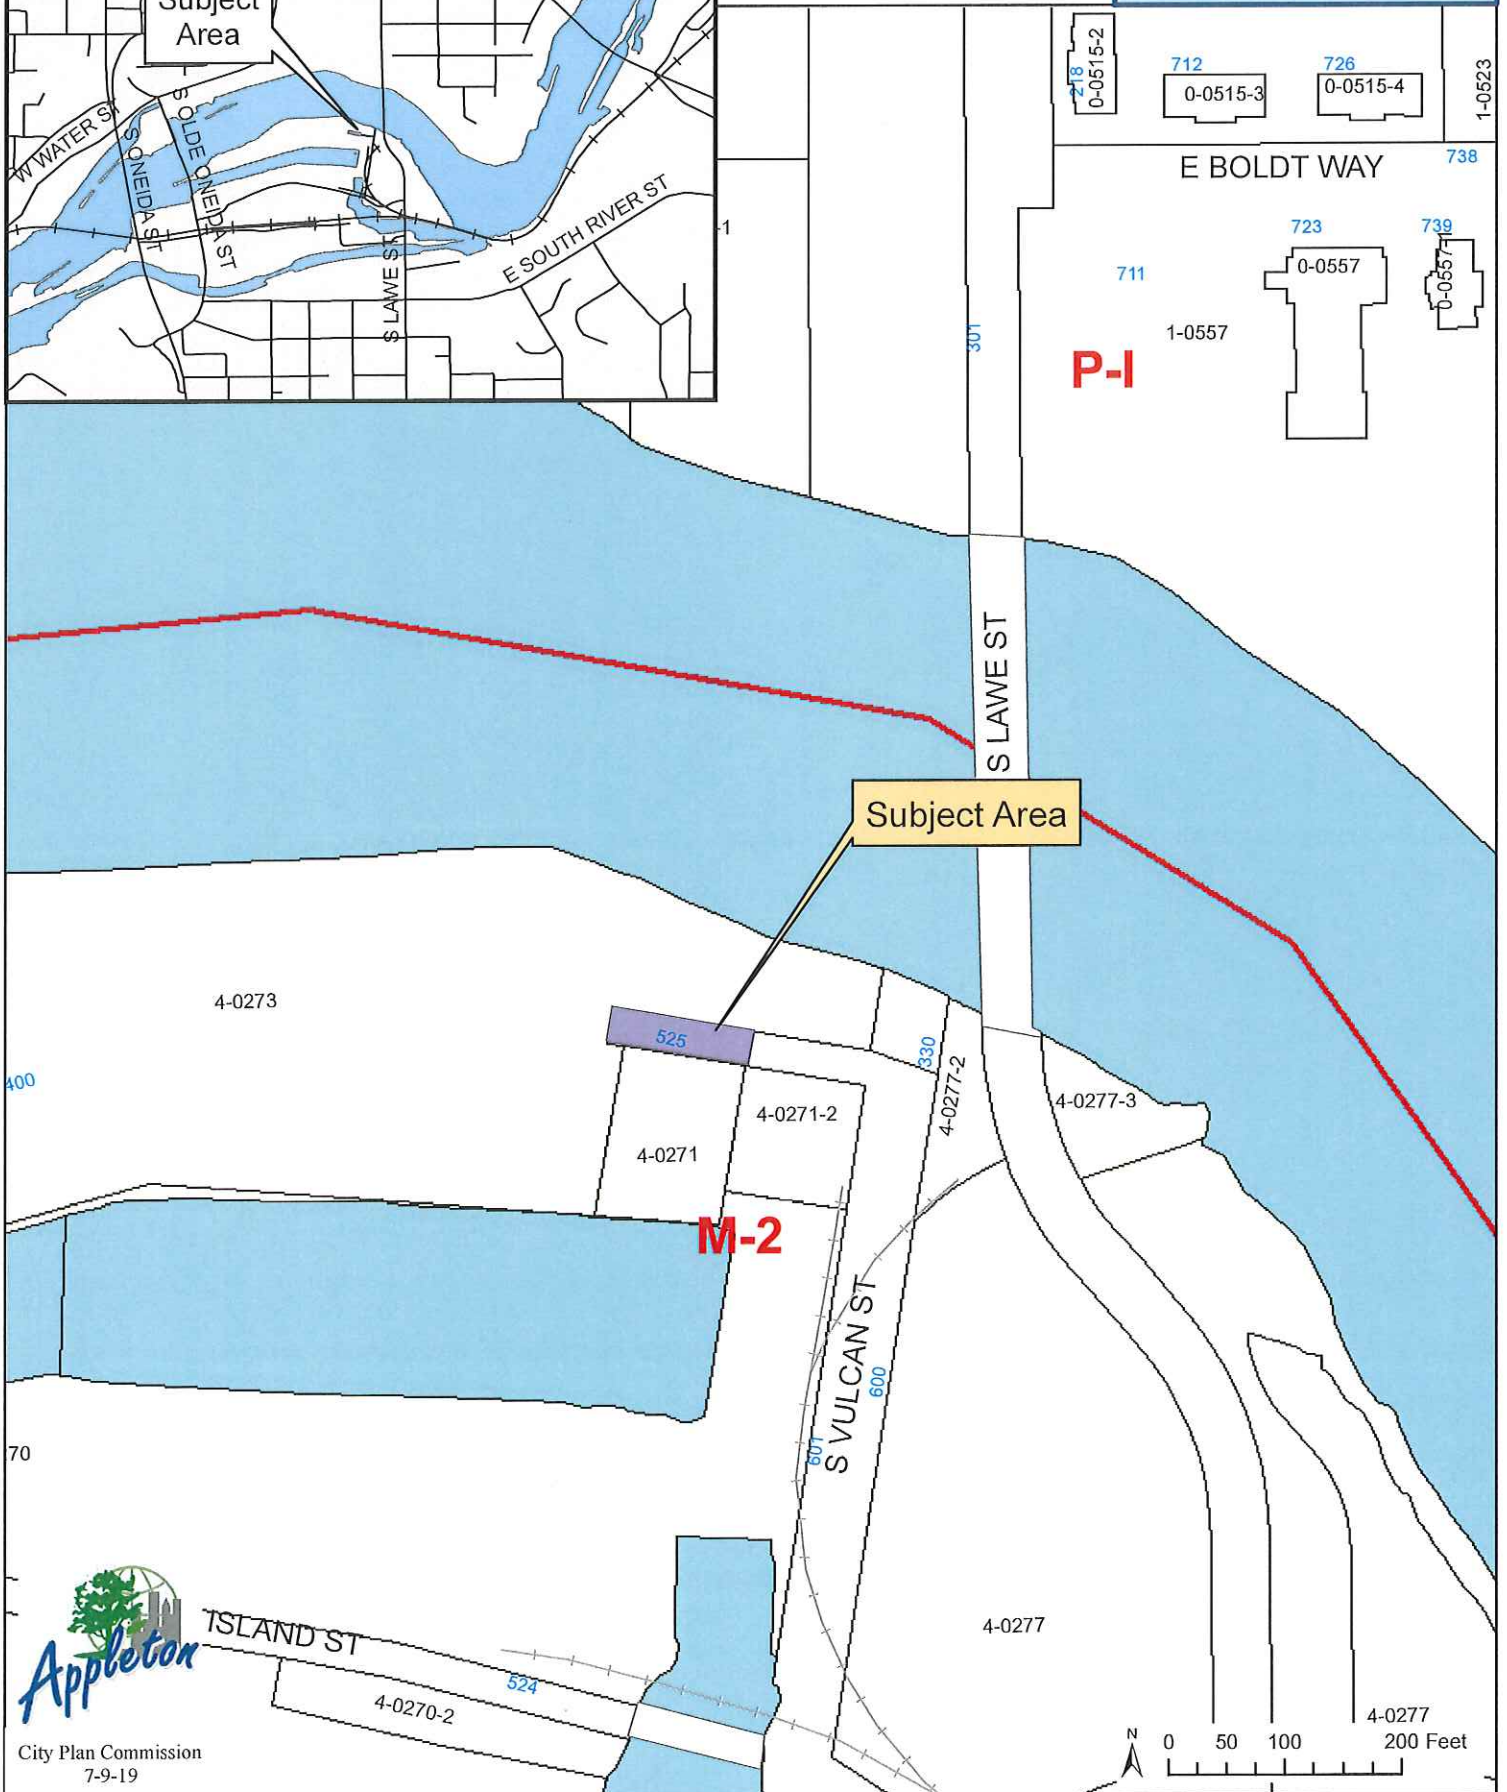 Subject
Area
W WATER ST
S ONEIDA ST
S OLDE ONEIDA ST
S LAWE ST
E SOUTH RIVER ST
218
0-0515-2
712
0-0515-3
726
0-0515-4
1-0523
E BOLDT WAY
738
-1
723
0-0557
739
0-0557-1
711
1-0557
301
P-I
S LAWE ST
Subject Area
4-0273
525
330
4-0277-2
4-0277-3
400
4-0271-2
4-0271
M-2
S VULCAN ST
600
601
70
ISLAND ST
524
4-0270-2
4-0277
4-0277
Appleton
City Plan Commission
7-9-19
N
0 50 100 200 Feet